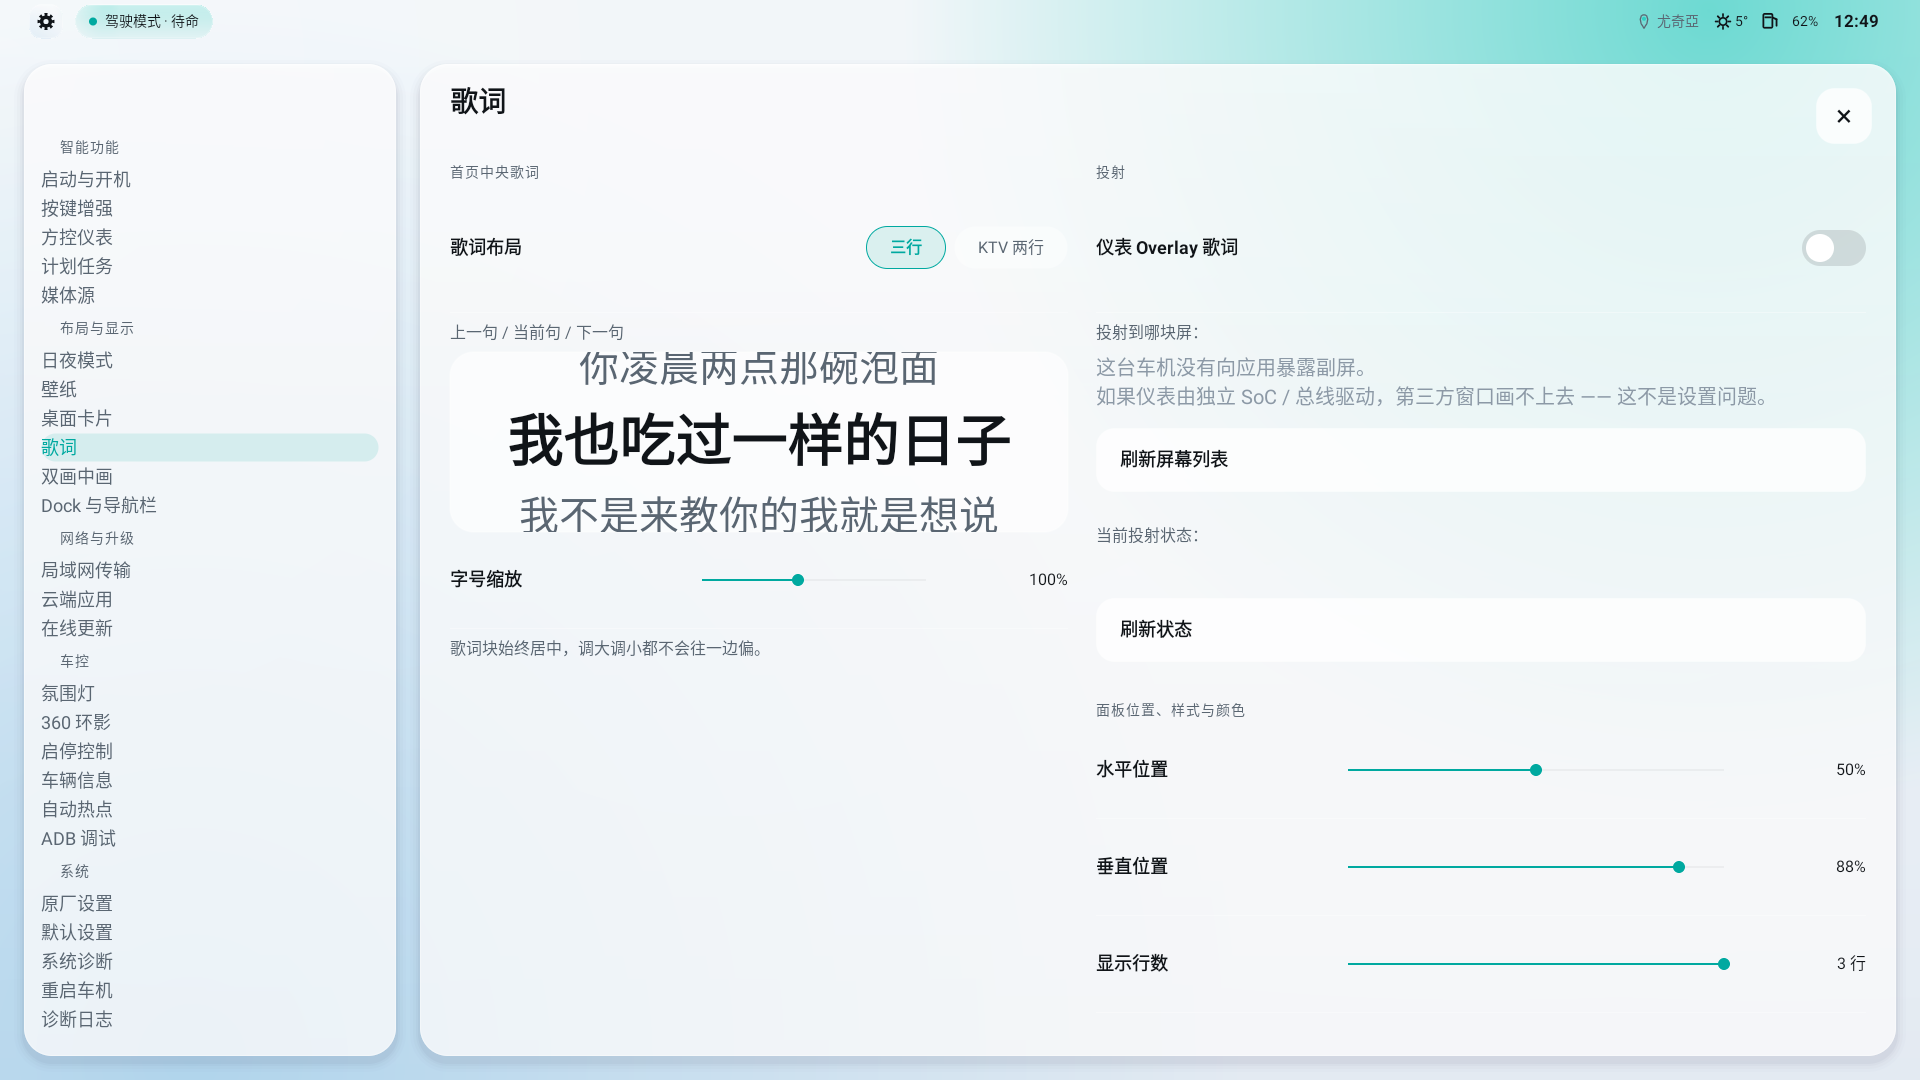 驾驶模式 · 待命
尤奇亞
5°
62%
12:49
智能功能
启动与开机
按键增强
方控仪表
计划任务
媒体源
布局与显示
日夜模式
壁纸
桌面卡片
歌词
双画中画
Dock 与导航栏
网络与升级
局域网传输
云端应用
在线更新
车控
氛围灯
360 环影
启停控制
车辆信息
自动热点
ADB 调试
系统
原厂设置
默认设置
系统诊断
重启车机
诊断日志
歌词
首页中央歌词
歌词布局
三行
KTV 两行
上一句 / 当前句 / 下一句
你凌晨两点那碗泡面
我也吃过一样的日子
我不是来教你的我就是想说
字号缩放
100%
歌词块始终居中，调大调小都不会往一边偏。
投射
仪表 Overlay 歌词
投射到哪块屏：
这台车机没有向应用暴露副屏。
如果仪表由独立 SoC / 总线驱动，第三方窗口画不上去 —— 这不是设置问题。
刷新屏幕列表
当前投射状态：
刷新状态
面板位置、样式与颜色
水平位置
50%
垂直位置
88%
显示行数
3 行